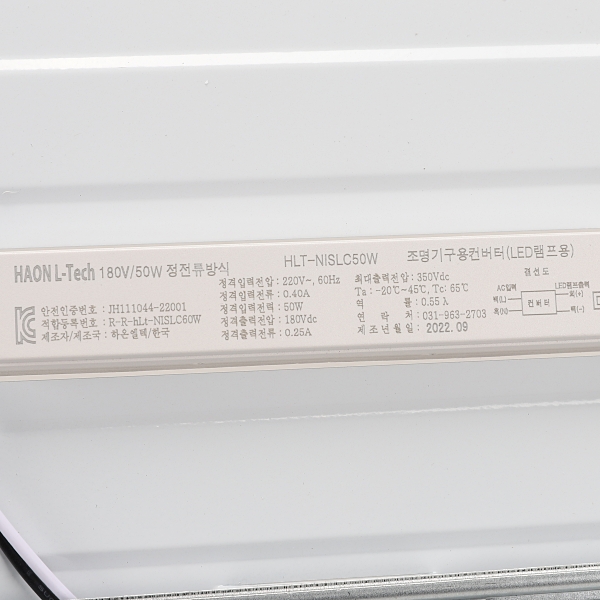 HAON L-Tech 180V/50W 정전류방식
안전인증번호 : JH111044-22001
적합등록번호 : R-R-hLt-NISLC60W
제조자/제조국 : 하온엘텍/한국
HLT-NISLC50W 조명기구용컨버터(LED램프용)
정격입력전압 : 220V~, 60Hz
정격입력전류 : 0.40A
정격입력전력 : 50W
정격출력전압 : 180Vdc
정격출력전류 : 0.25A
최대출력전압 : 350Vdc
Ta : -20℃~45℃, Tc : 65℃
역 률 : 0.55λ
연 락 처 : 031-953-2703
제 조 년 월 일 : 2022.09
결 선 도
AC입력 LED램프출력
백(L) 컨 버 터 회(+)
흑(N) 백(-)